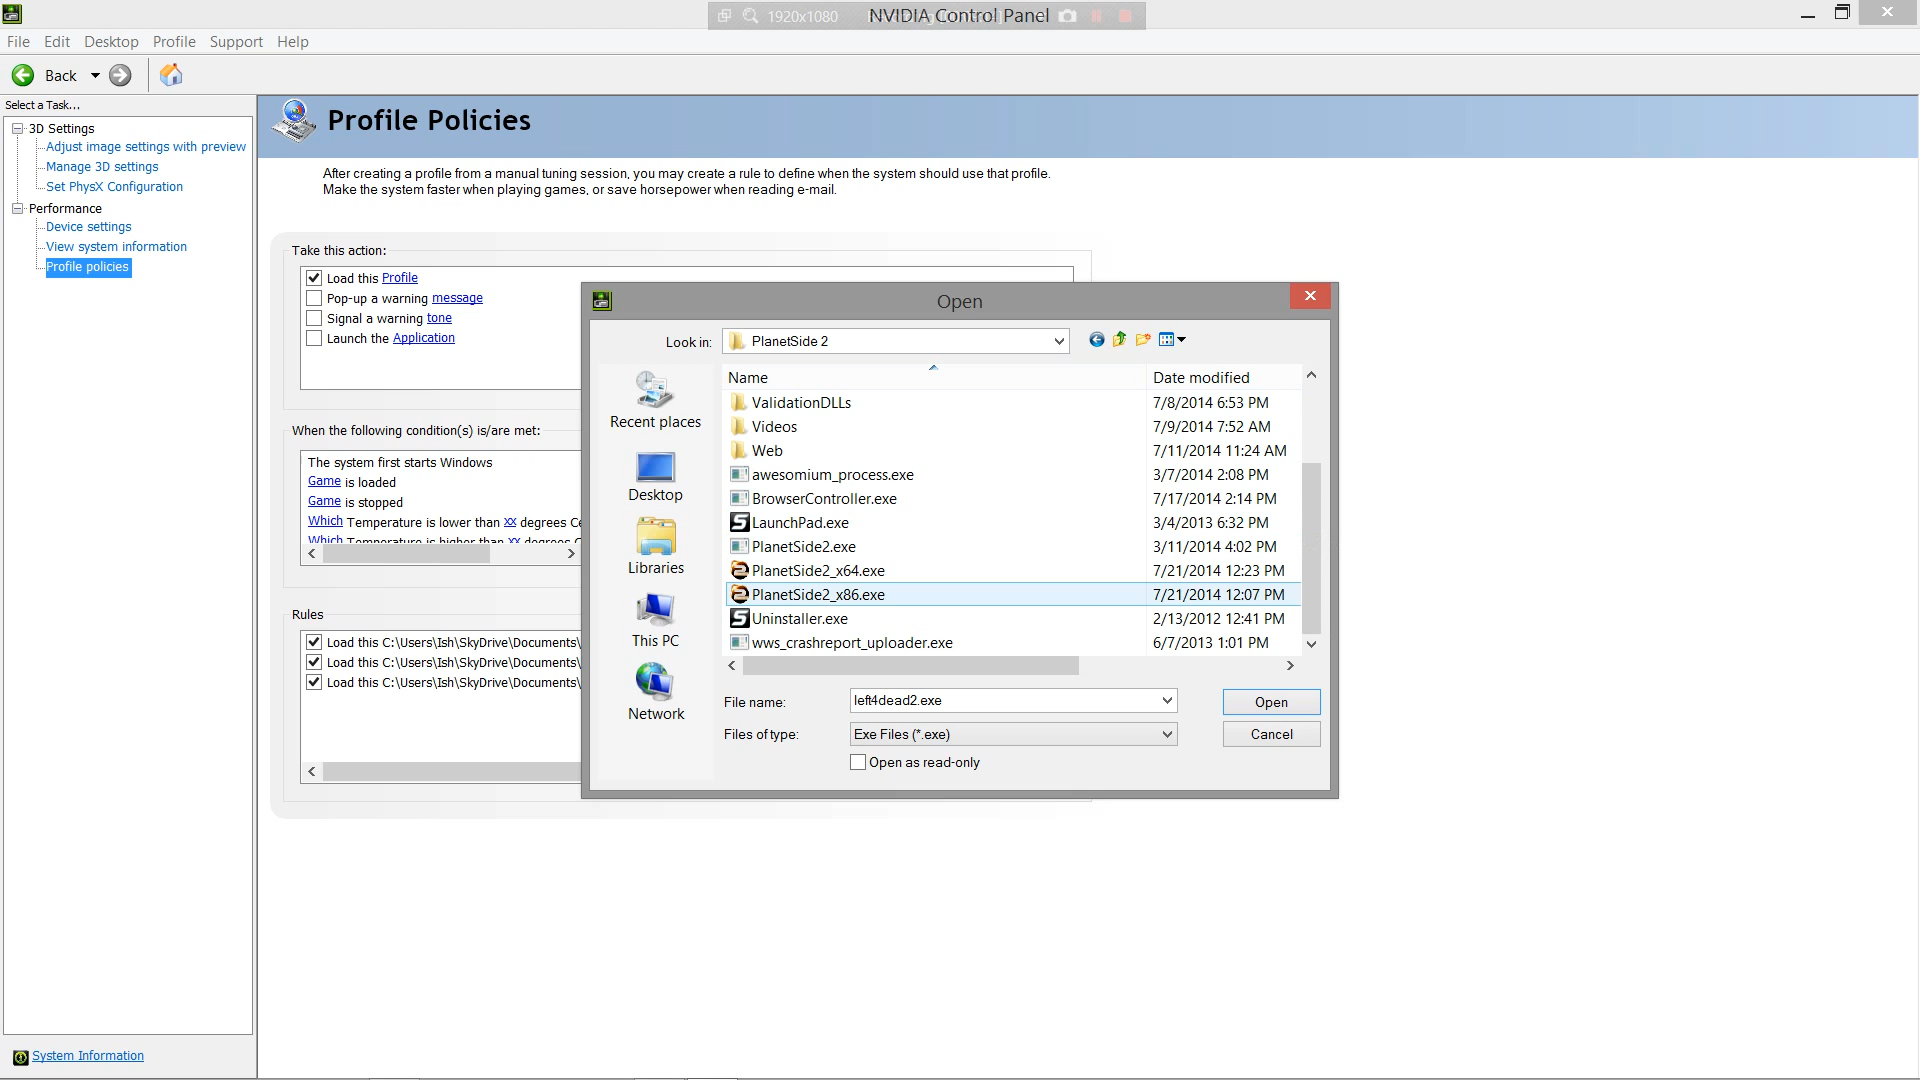 1920x1080
NVIDIA Control Panel
File Edit Desktop Profile Support Help
Back
Select a Task...
3D Settings
Adjust image settings with preview
Manage 3D settings
Set PhysX Configuration
Performance
Device settings
View system information
Profile policies
System Information
Profile Policies
After creating a profile from a manual tuning session, you may create a rule to define when the system should use that profile.
Make the system faster when playing games, or save horsepower when reading e-mail.
Take this action:
Load this Profile
Pop-up a warning message
Signal a warning tone
Launch the Application
When the following condition(s) is/are met:
The system first starts Windows
Game is loaded
Game is stopped
Which Temperature is lower than xx degrees Ce
Which Temperature is higher than xx degrees C
Rules
Load this C:\Users\Ish\SkyDrive\Documents\
Load this C:\Users\Ish\SkyDrive\Documents\
Load this C:\Users\Ish\SkyDrive\Documents\
Open
Look in: PlanetSide 2
Recent places
Desktop
Libraries
This PC
Network
Name Date modified
ValidationDLLs 7/8/2014 6:53 PM
Videos 7/9/2014 7:52 AM
Web 7/11/2014 11:24 AM
awesomium_process.exe 3/7/2014 2:08 PM
BrowserController.exe 7/17/2014 2:14 PM
LaunchPad.exe 3/4/2013 6:32 PM
PlanetSide2.exe 3/11/2014 4:02 PM
PlanetSide2_x64.exe 7/21/2014 12:23 PM
PlanetSide2_x86.exe 7/21/2014 12:07 PM
Uninstaller.exe 2/13/2012 12:41 PM
wws_crashreport_uploader.exe 6/7/2013 1:01 PM
File name: left4dead2.exe Open
Files of type: Exe Files (*.exe) Cancel
Open as read-only